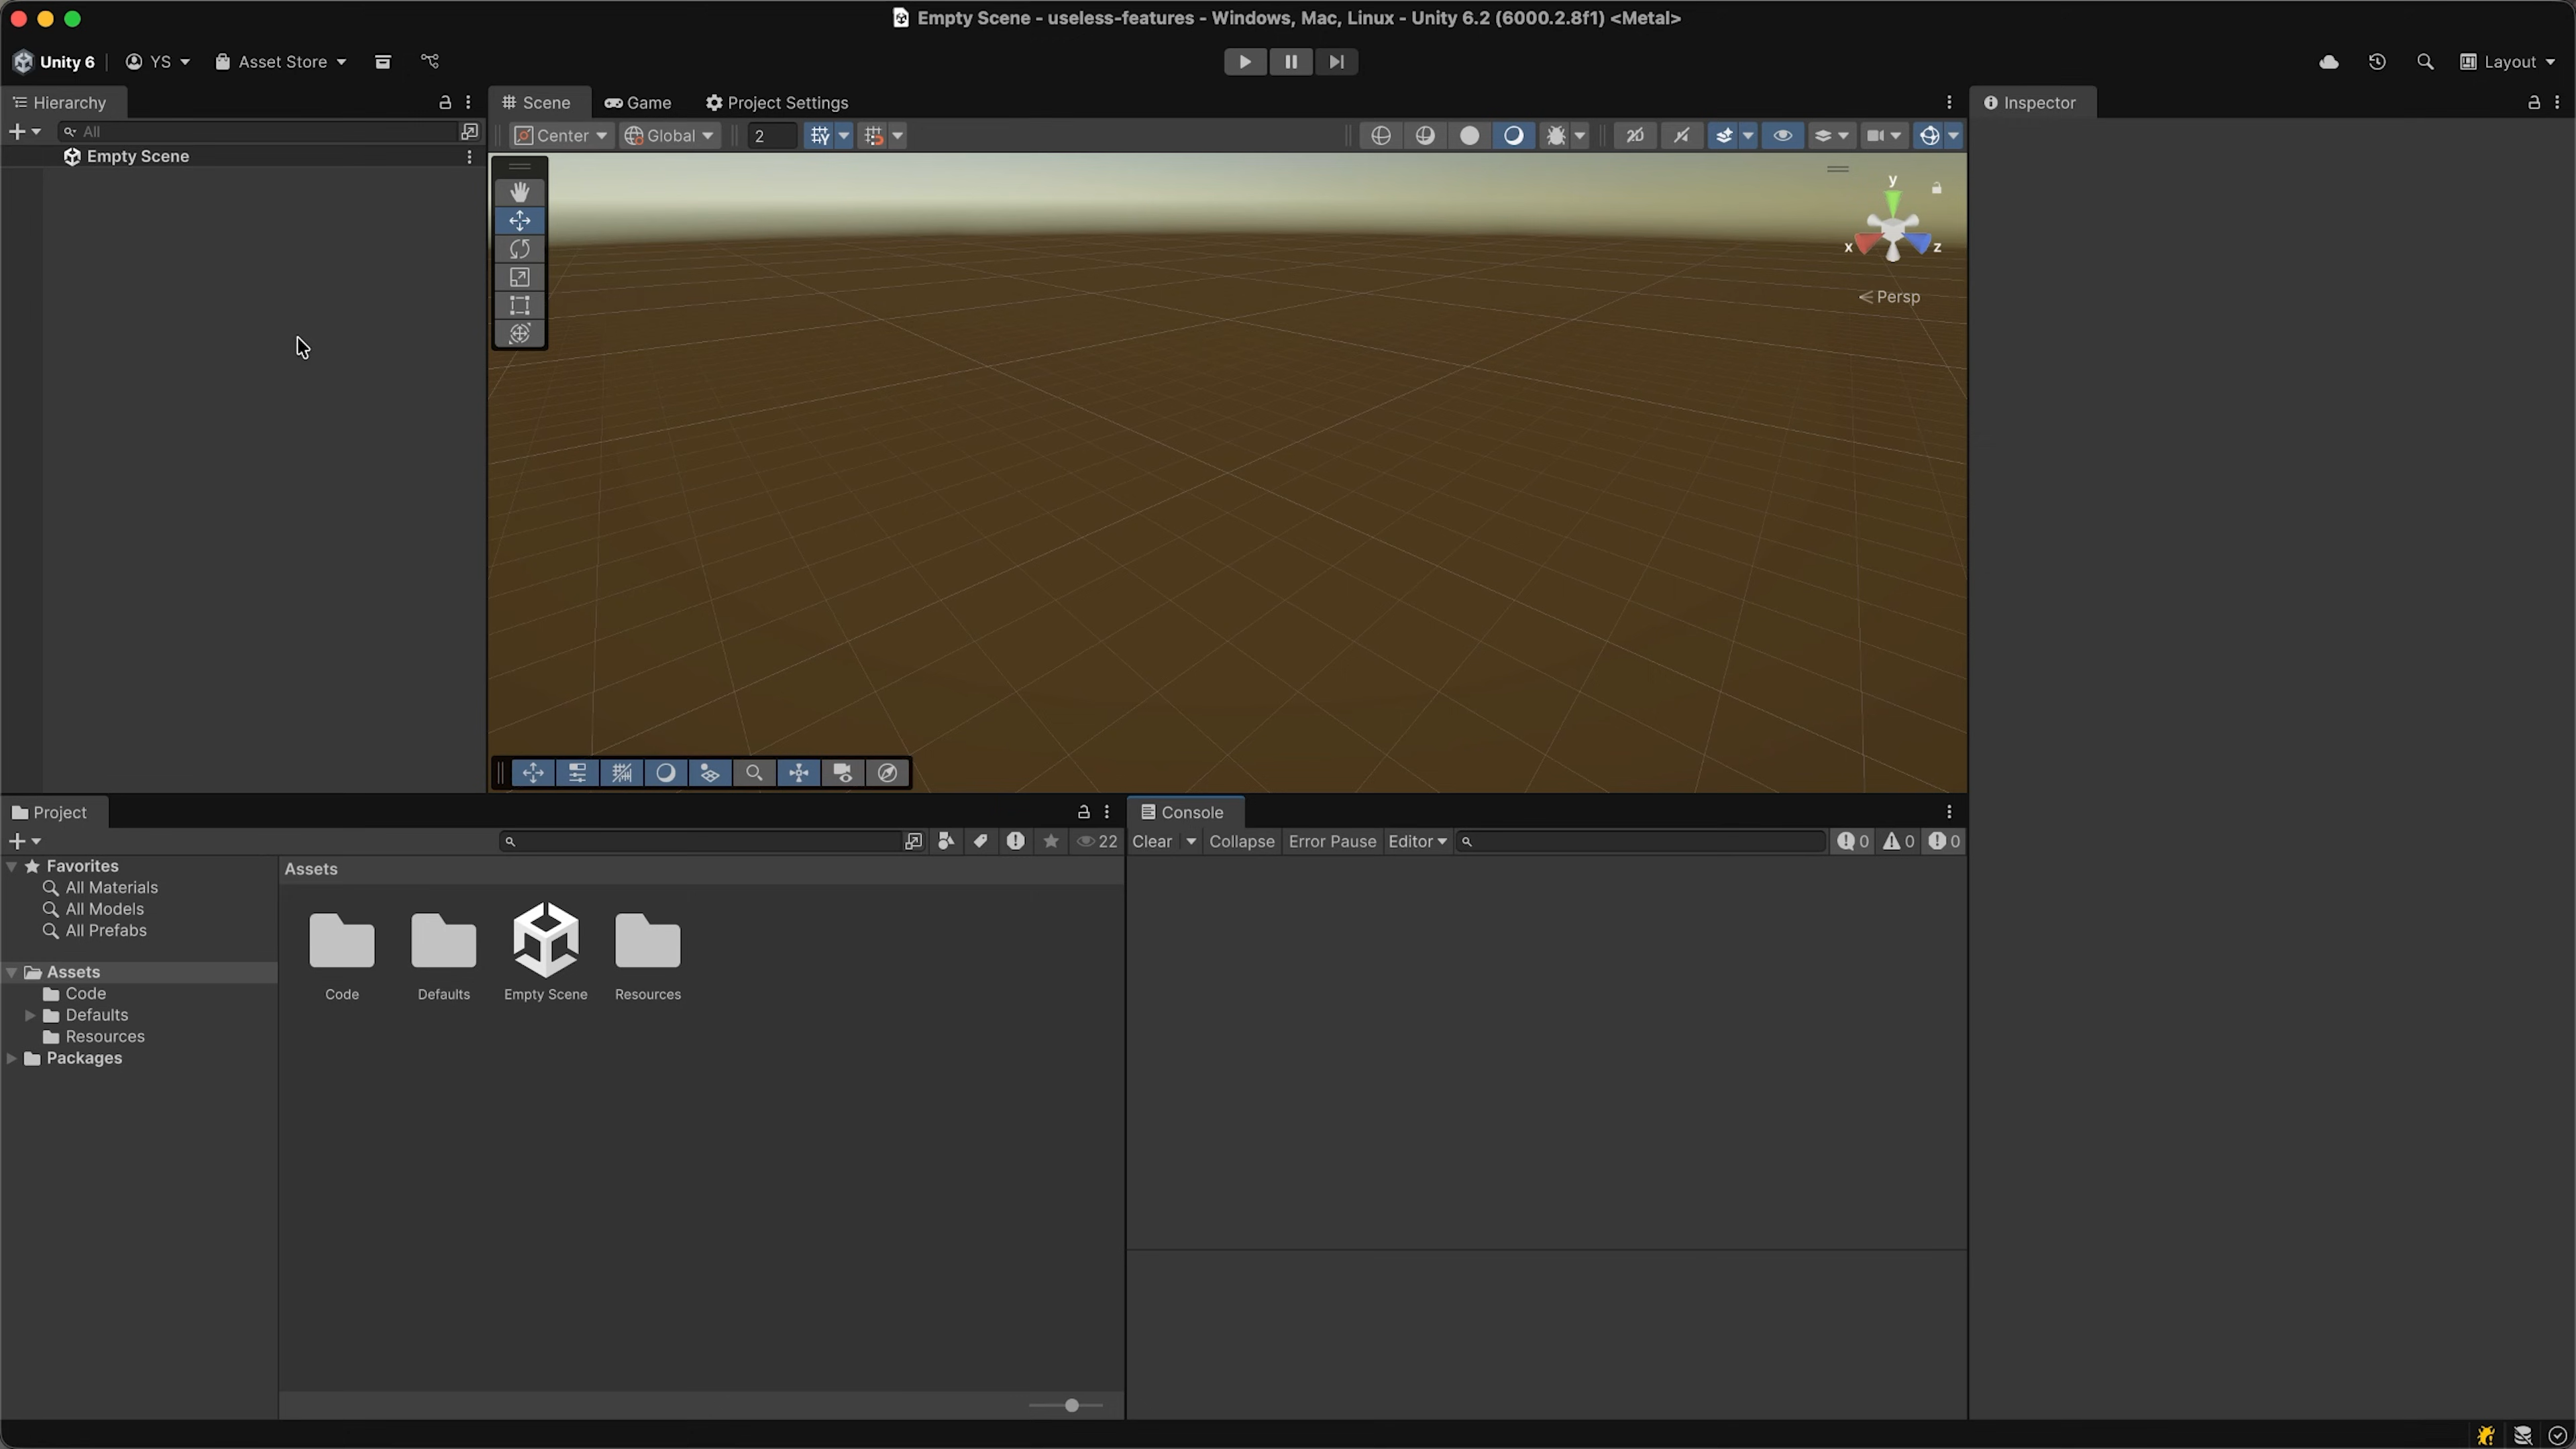 Empty Scene - useless-features - Windows, Mac, Linux - Unity 6.2 (6000.2.8f1) <Metal>
Unity 6
YS
Asset Store
Layout
Hierarchy
All
Empty Scene
Scene
Game
Project Settings
Center
Global
2
2D
y
x
z
Persp
Inspector
Project
22
Favorites
All Materials
All Models
All Prefabs
Assets
Code
Defaults
Resources
Packages
Assets
Code
Defaults
Empty Scene
Resources
Console
Clear
Collapse
Error Pause
Editor
0
0
0